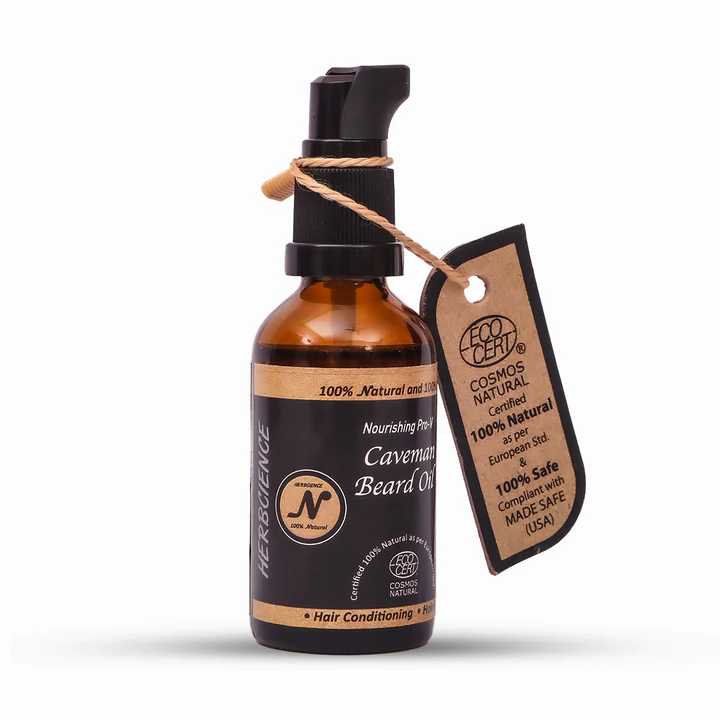 100% Natural and 100%
Nourishing Pro-V
Caveman
Beard Oil
HERBCIENCE
HERBCIENCE
N
100% Natural
Certified 100% Natural as per
ECO
CERT
COSMOS
NATURAL
• Hair Conditioning •
ECO
CERT
®
COSMOS
NATURAL
Certified
100% Natural
as per
European Std.
&
100% Safe
Compliant with
MADE SAFE
(USA)